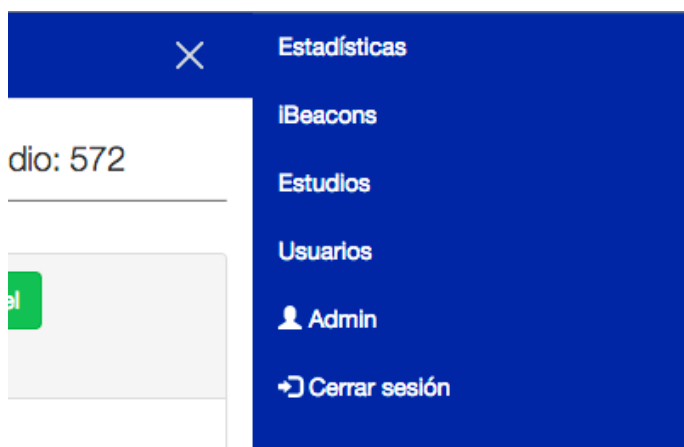 dio: 572
el
Estadísticas
iBeacons
Estudios
Usuarios
Admin
Cerrar sesión